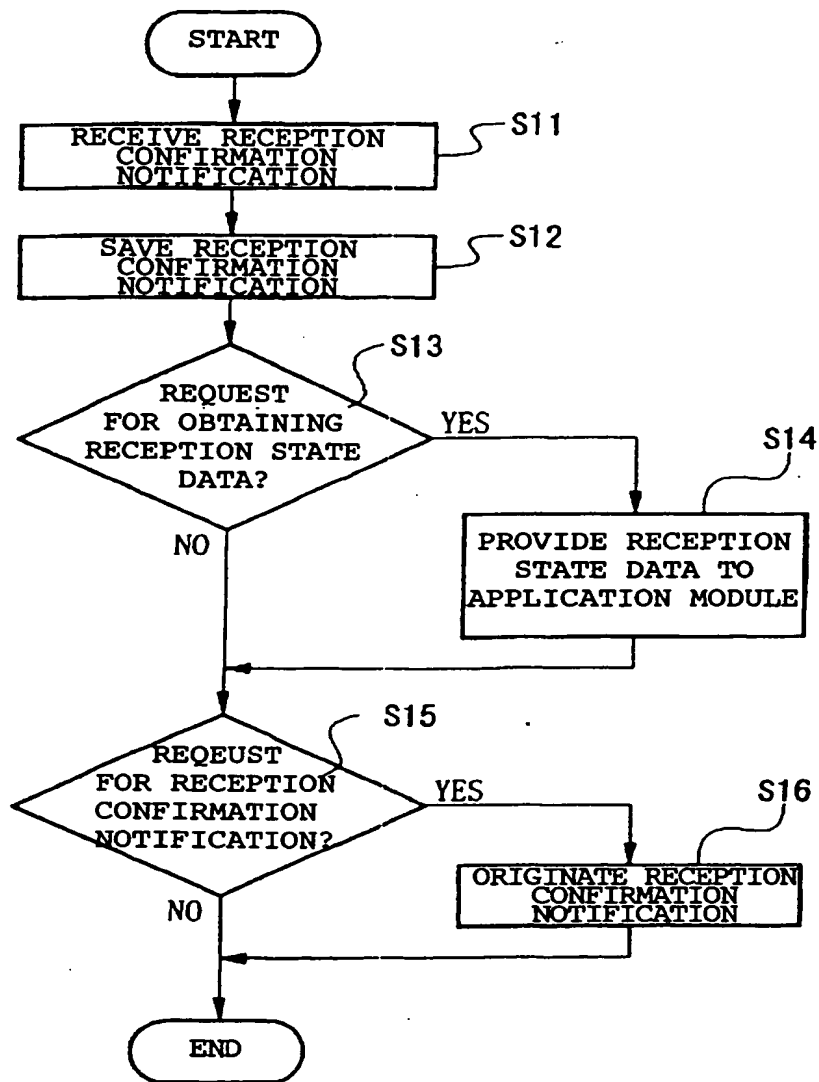 START
RECEIVE RECEPTION
CONFIRMATION
NOTIFICATION
S11
SAVE RECEPTION
CONFIRMATION
NOTIFICATION
S12
S13
REQUEST
FOR OBTAINING
RECEPTION STATE
DATA?
YES
NO
S14
PROVIDE RECEPTION
STATE DATA TO
APPLICATION MODULE
S15
REQEUST
FOR RECEPTION
CONFIRMATION
NOTIFICATION?
YES
NO
S16
ORIGINATE RECEPTION
CONFIRMATION
NOTIFICATION
END